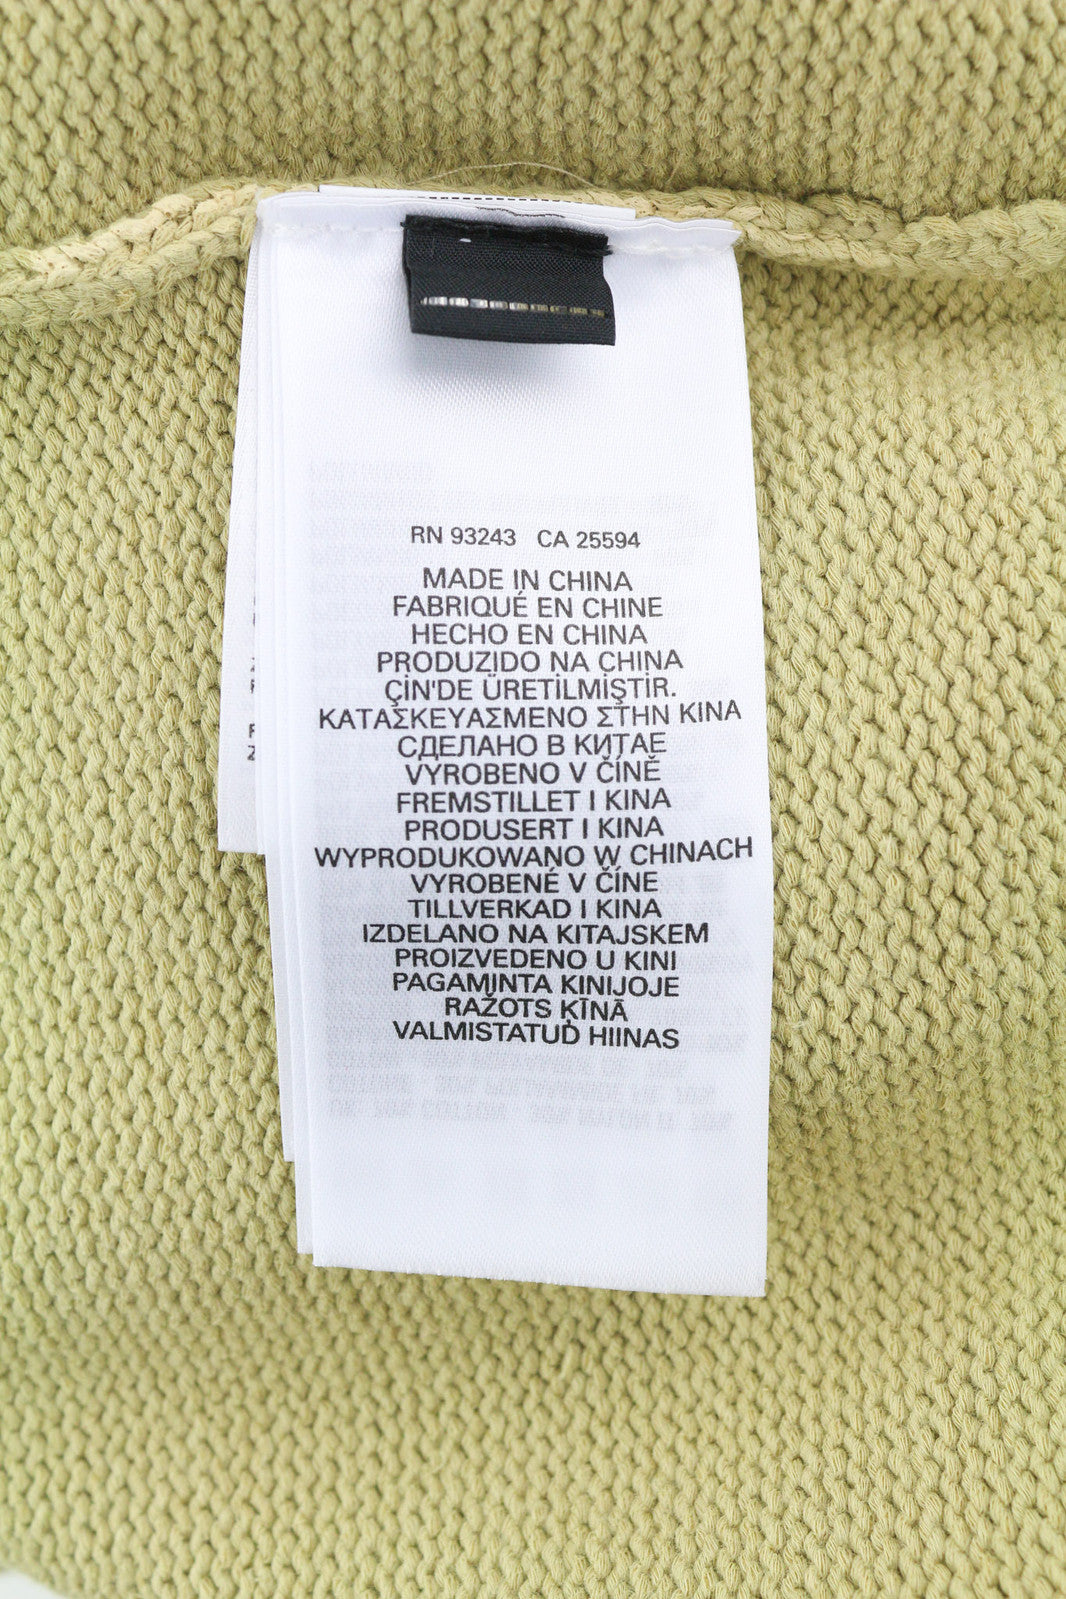 RN 93243 CA 25594
MADE IN CHINA
FABRIQUÉ EN CHINE
HECHO EN CHINA
PRODUZIDO NA CHINA
ÇİN'DE ÜRETİLMİŞTİR.
ΚΑΤΑΣΚΕΥΑΣΜΕΝΟ ΣΤΗΝ ΚΙΝΑ
СДЕЛАНО В КИТАЕ
VYROBENO V ČÍNĚ
FREMSTILLET I KINA
PRODUSERT I KINA
WYPRODUKOWANO W CHINACH
VYROBENÉ V ČÍNE
TILLVERKAD I KINA
IZDELANO NA KITAJSKEM
PROIZVEDENO U KINI
PAGAMINTA KINIJOJE
RAŽOTS ĶĪNĀ
VALMISTATUD HIINAS